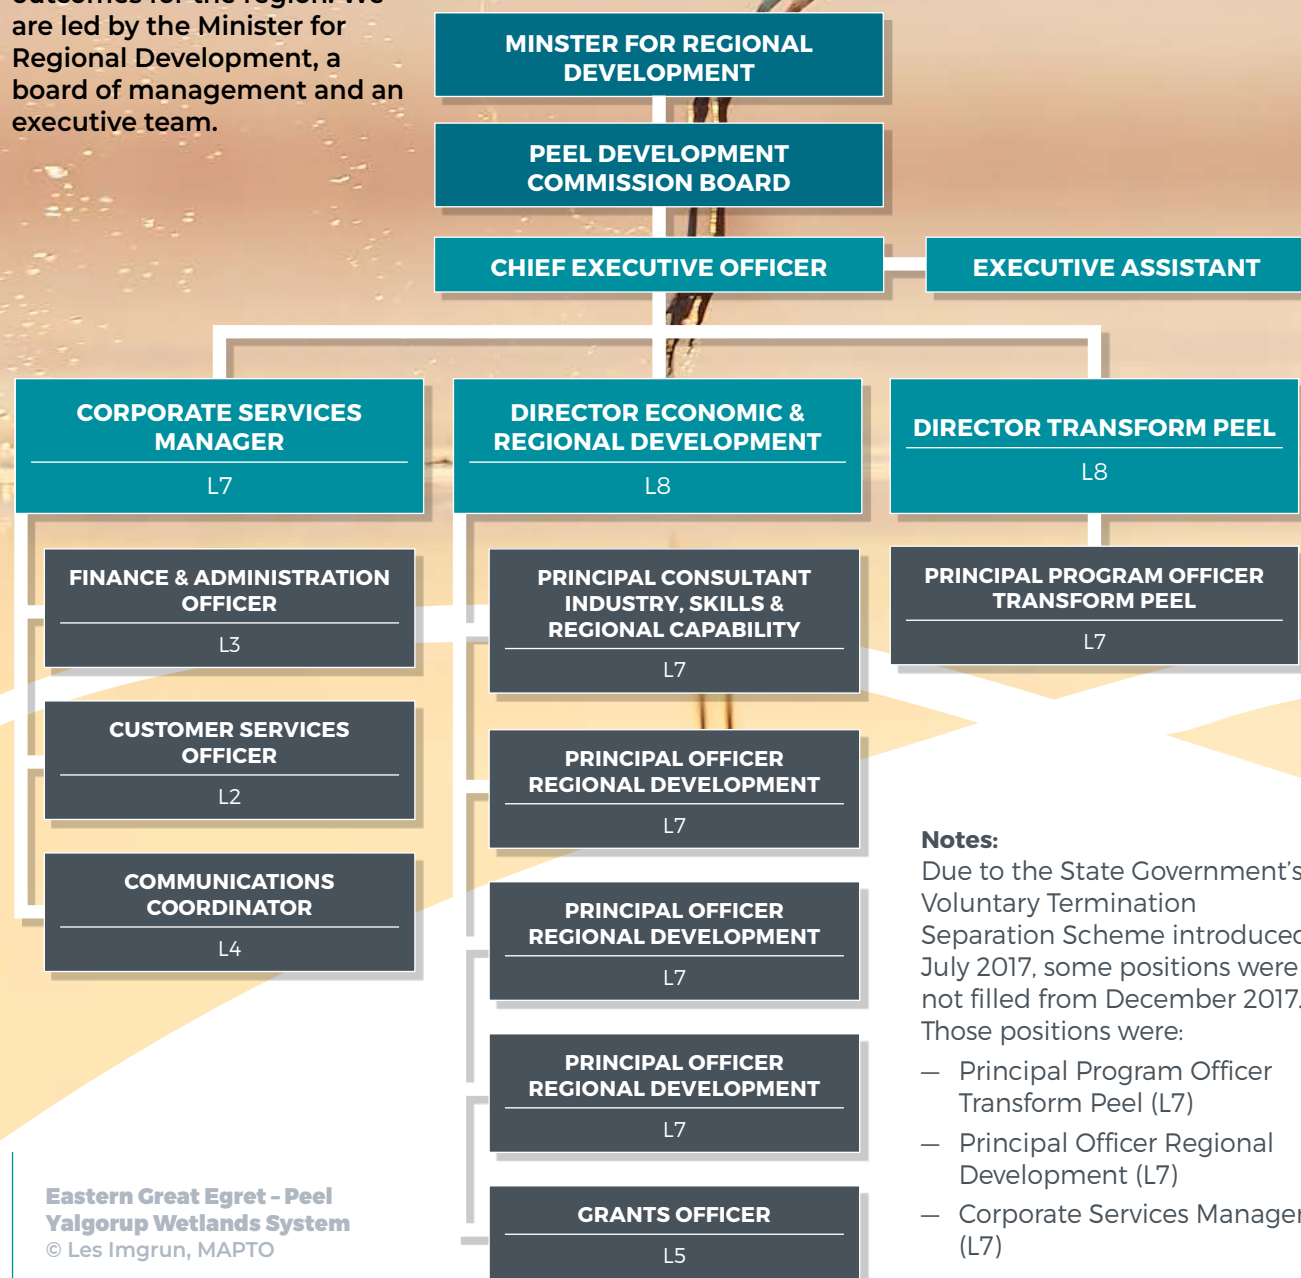 outcomes for the region. We
are led by the Minister for
Regional Development, a
board of management and an
executive team.
MINSTER FOR REGIONAL
DEVELOPMENT
PEEL DEVELOPMENT
COMMISSION BOARD
CHIEF EXECUTIVE OFFICER
EXECUTIVE ASSISTANT
CORPORATE SERVICES
MANAGER
L7
FINANCE & ADMINISTRATION
OFFICER
L3
CUSTOMER SERVICES
OFFICER
L2
COMMUNICATIONS
COORDINATOR
L4
DIRECTOR ECONOMIC &
REGIONAL DEVELOPMENT
L8
PRINCIPAL CONSULTANT
INDUSTRY, SKILLS &
REGIONAL CAPABILITY
L7
PRINCIPAL OFFICER
REGIONAL DEVELOPMENT
L7
PRINCIPAL OFFICER
REGIONAL DEVELOPMENT
L7
PRINCIPAL OFFICER
REGIONAL DEVELOPMENT
L7
GRANTS OFFICER
L5
DIRECTOR TRANSFORM PEEL
L8
PRINCIPAL PROGRAM OFFICER
TRANSFORM PEEL
L7
Notes:
Due to the State Government's
Voluntary Termination
Separation Scheme introduced
July 2017, some positions were
not filled from December 2017.
Those positions were:
— Principal Program Officer
Transform Peel (L7)
— Principal Officer Regional
Development (L7)
— Corporate Services Manager
(L7)
Eastern Great Egret – Peel
Yalgorup Wetlands System
© Les Imgrun, MAPTO